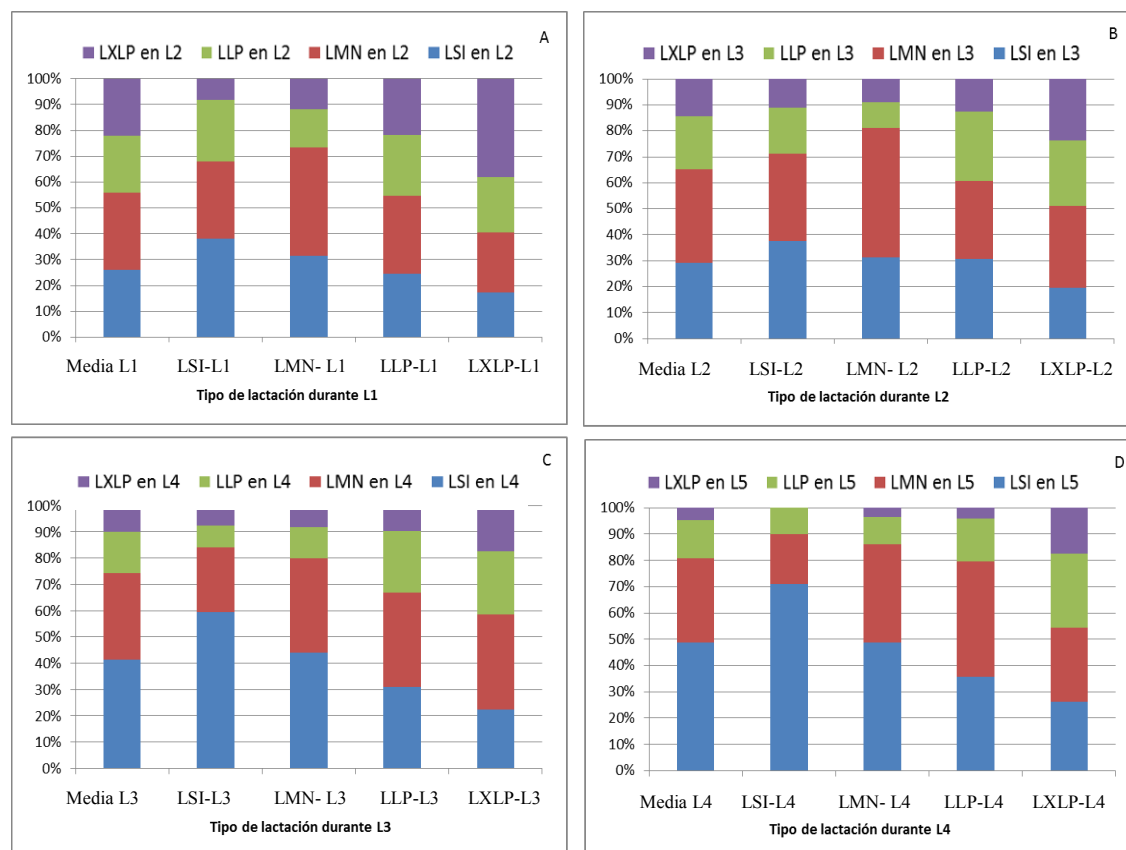 A
LXLP en L2 LLP en L2 LMN en L2 LSI en L2
100%
90%
80%
70%
60%
50%
40%
30%
20%
10%
0%
Media L1 LSI-L1 LMN- L1 LLP-L1 LXLP-L1
Tipo de lactación durante L1
B
LXLP en L3 LLP en L3 LMN en L3 LSI en L3
100%
90%
80%
70%
60%
50%
40%
30%
20%
10%
0%
Media L2 LSI-L2 LMN- L2 LLP-L2 LXLP-L2
Tipo de lactación durante L2
C
LXLP en L4 LLP en L4 LMN en L4 LSI en L4
100%
90%
80%
70%
60%
50%
40%
30%
20%
10%
0%
Media L3 LSI-L3 LMN- L3 LLP-L3 LXLP-L3
Tipo de lactación durante L3
D
LXLP en L5 LLP en L5 LMN en L5 LSI en L5
100%
90%
80%
70%
60%
50%
40%
30%
20%
10%
0%
Media L4 LSI-L4 LMN- L4 LLP-L4 LXLP-L4
Tipo de lactación durante L4